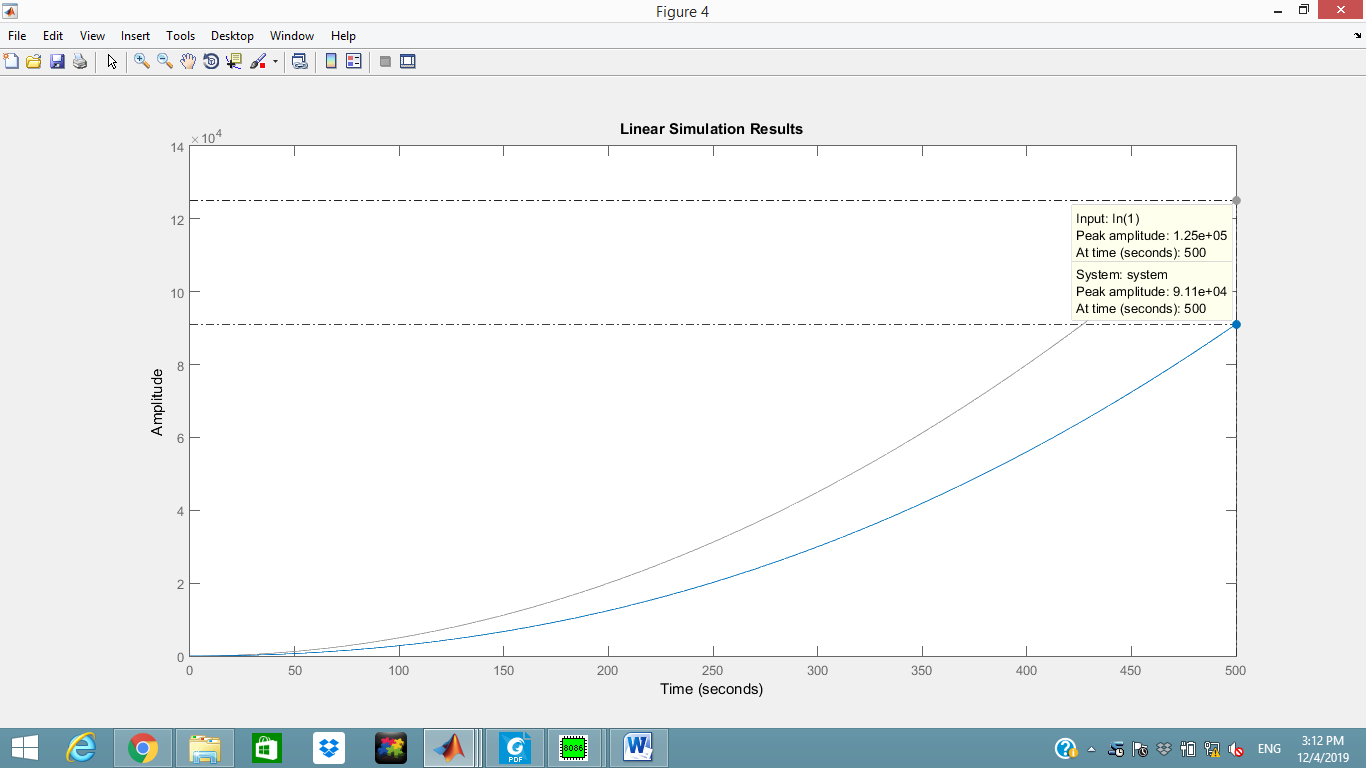 Figure 4
File Edit View Insert Tools Desktop Window Help
Linear Simulation Results
×10^4
14
12
10
8
6
4
2
0
Amplitude
Input: In(1)
Peak amplitude: 1.25e+05
At time (seconds): 500
System: system
Peak amplitude: 9.11e+04
At time (seconds): 500
0 50 100 150 200 250 300 350 400 450 500
Time (seconds)
PDF
8086
W
ENG
3:12 PM
12/4/2019